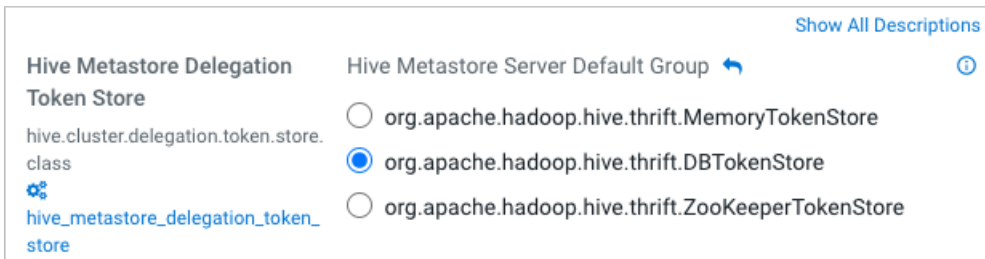 Show All Descriptions
Hive Metastore Delegation
Token Store
hive.cluster.delegation.token.store.
class
hive_metastore_delegation_token_
store
Hive Metastore Server Default Group
org.apache.hadoop.hive.thrift.MemoryTokenStore
org.apache.hadoop.hive.thrift.DBTokenStore
org.apache.hadoop.hive.thrift.ZooKeeperTokenStore